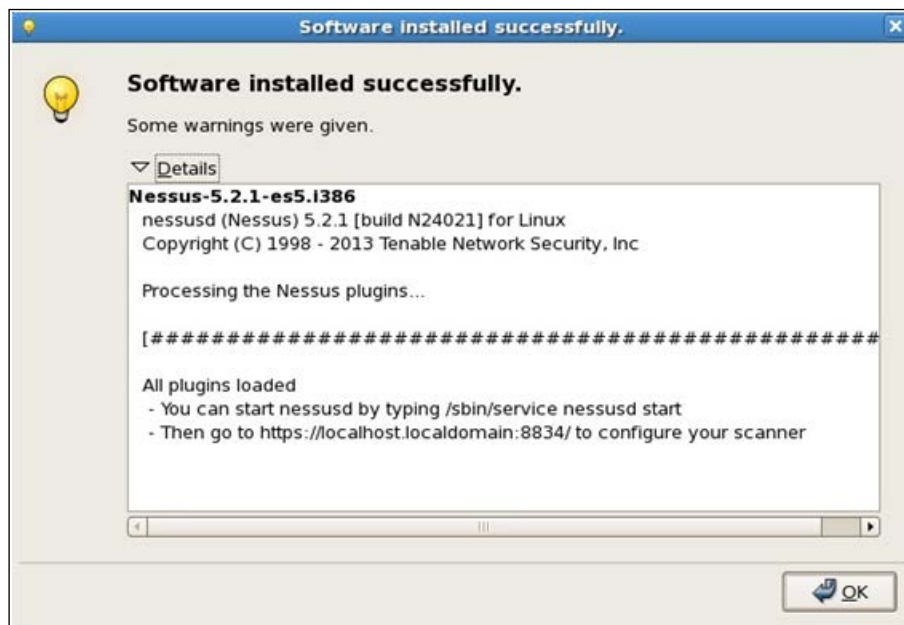 Software installed successfully.
Software installed successfully.
Some warnings were given.
Details
Nessus-5.2.1-es5.i386
nessusd (Nessus) 5.2.1 [build N24021] for Linux
Copyright (C) 1998 - 2013 Tenable Network Security, Inc
Processing the Nessus plugins...
[################################################
All plugins loaded
- You can start nessusd by typing /sbin/service nessusd start
- Then go to https://localhost.localdomain:8834/ to configure your scanner
OK